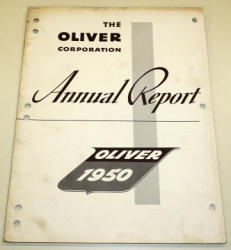 THE
OLIVER
CORPORATION
Annual Report
OLIVER
1950